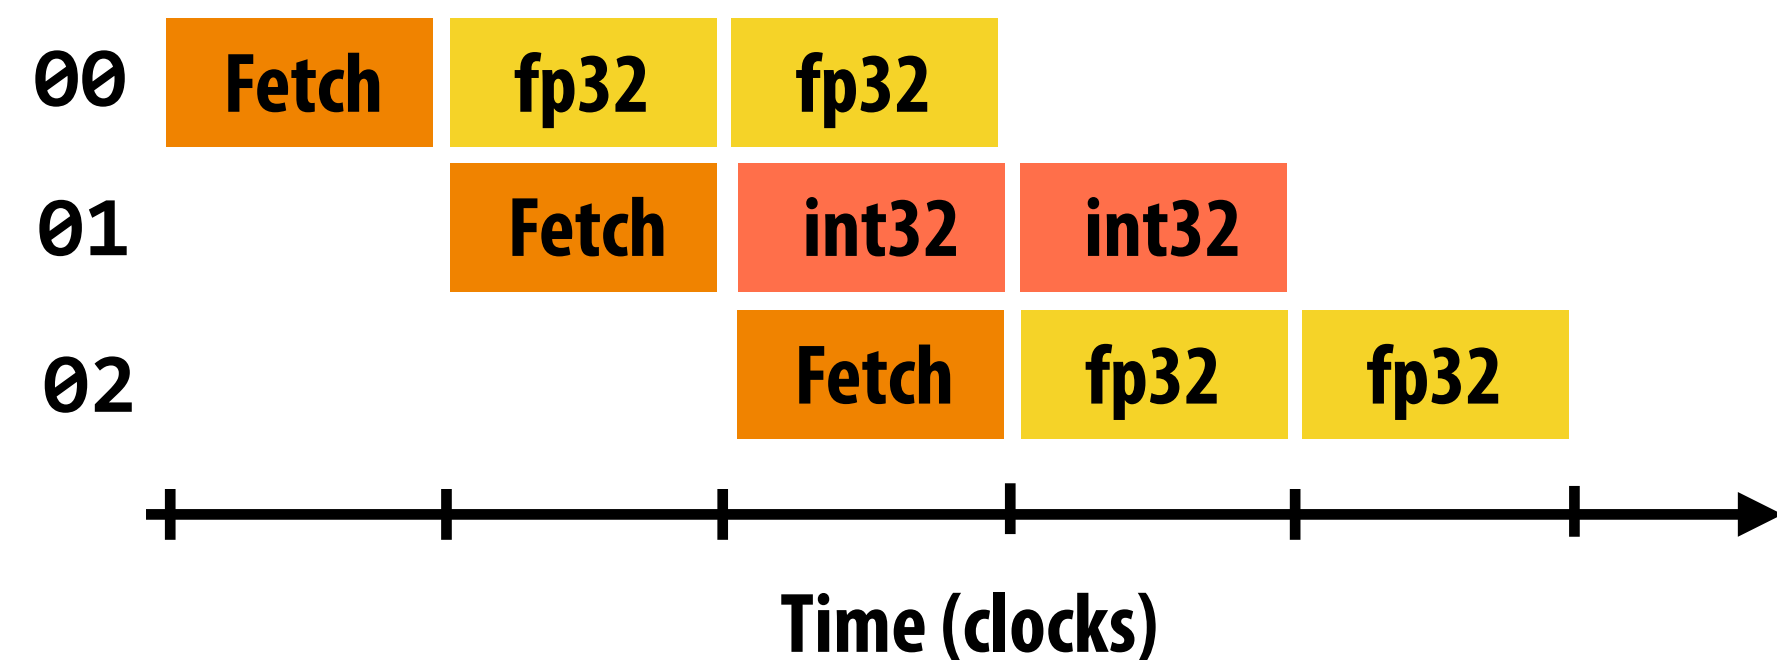 00 Fetch fp32 fp32
01 Fetch int32 int32
02 Fetch fp32 fp32
Time (clocks)